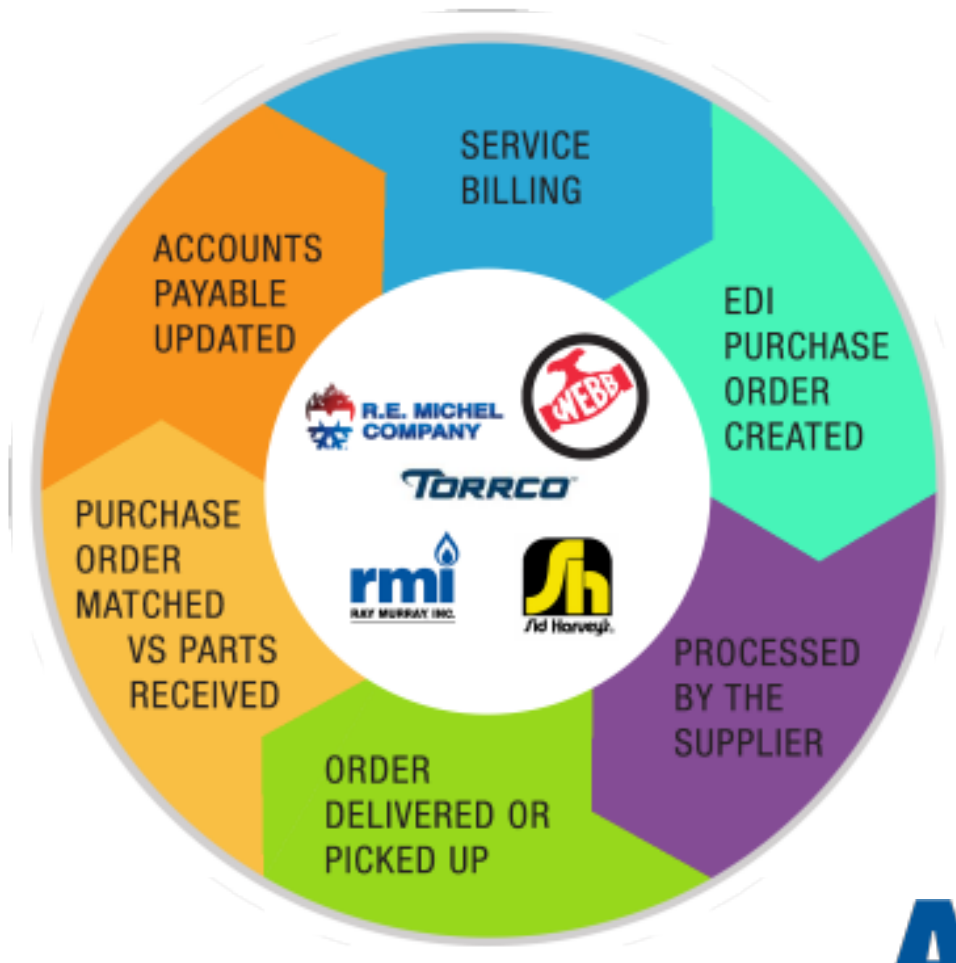 SERVICE
BILLING
EDI
PURCHASE
ORDER
CREATED
PROCESSED
BY THE
SUPPLIER
ORDER
DELIVERED OR
PICKED UP
PURCHASE
ORDER
MATCHED
VS PARTS
RECEIVED
ACCOUNTS
PAYABLE
UPDATED
R.E. MICHEL
COMPANY
WEBB
TORRCO
rmi
RAY MURRAY, INC.
Sh
Sid Harvey's
A